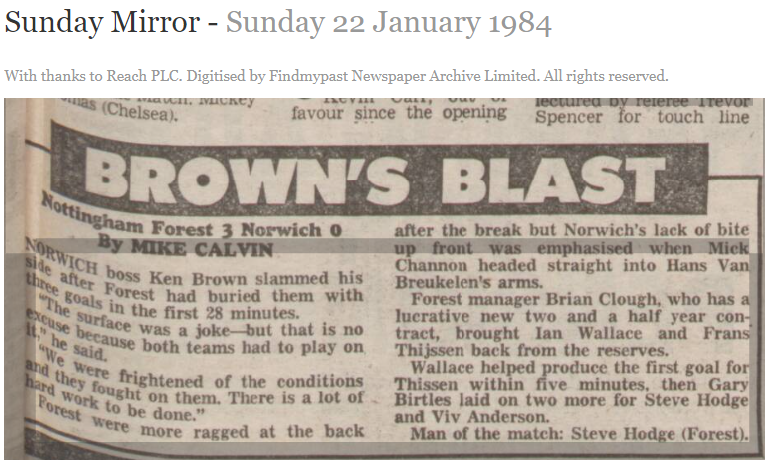 Sunday Mirror - Sunday 22 January 1984
With thanks to Reach PLC. Digitised by Findmypast Newspaper Archive Limited. All rights reserved.
(Chelsea).
favour since the opening
lectured by referee Trevor
Spencer for touch line
BROWN'S BLAST
Nottingham Forest 3 Norwich 0
By MIKE CALVIN
NORWICH boss Ken Brown slammed his
side after Forest had buried them with
three goals in the first 28 minutes.
"The surface was a joke—but that is no
excuse because both teams had to play on
it," he said.
"We were frightened of the conditions
and they fought on them. There is a lot of
hard work to be done."
Forest were more ragged at the back
after the break but Norwich's lack of bite
up front was emphasised when Mick
Channon headed straight into Hans Van
Breukelen's arms.
Forest manager Brian Clough, who has a
lucrative new two and a half year con-
tract, brought Ian Wallace and Frans
Thijssen back from the reserves.
Wallace helped produce the first goal for
Thissen within five minutes, then Gary
Birtles laid on two more for Steve Hodge
and Viv Anderson.
Man of the match: Steve Hodge (Forest).